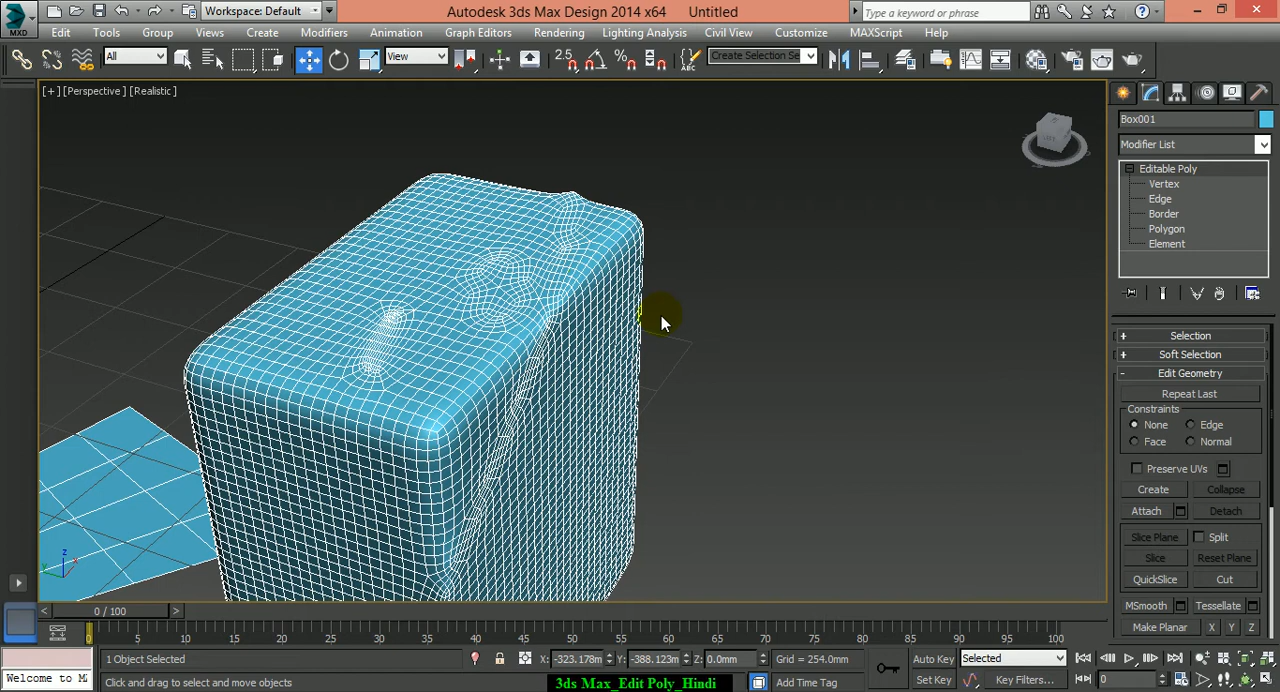 Workspace: Default
Autodesk 3ds Max Design 2014 x64 Untitled
Type a keyword or phrase
MXD
Edit Tools Group Views Create Modifiers Animation Graph Editors Rendering Lighting Analysis Civil View Customize MAXScript Help
All
View
2.5
Create Selection Se
[+] [Perspective] [Realistic]
Box001
Modifier List
Editable Poly
Vertex
Edge
Border
Polygon
Element
+ Selection
+ Soft Selection
- Edit Geometry
Repeat Last
Constraints
None Edge
Face Normal
Preserve UVs
Create Collapse
Attach Detach
Slice Plane Split
Slice Reset Plane
QuickSlice Cut
MSmooth Tessellate
Make Planar X Y Z
z
x
y
< 0 / 100 >
0 5 10 15 20 25 30 35 40 45 50 55 60 65 70 75 80 85 90 95 100
1 Object Selected
X: -323.178m Y: -388.123m Z: 0.0mm
Grid = 254.0mm
Auto Key Selected
Welcome to M
Click and drag to select and move objects
3ds Max_Edit Poly_Hindi
Add Time Tag
Set Key
Key Filters...
0